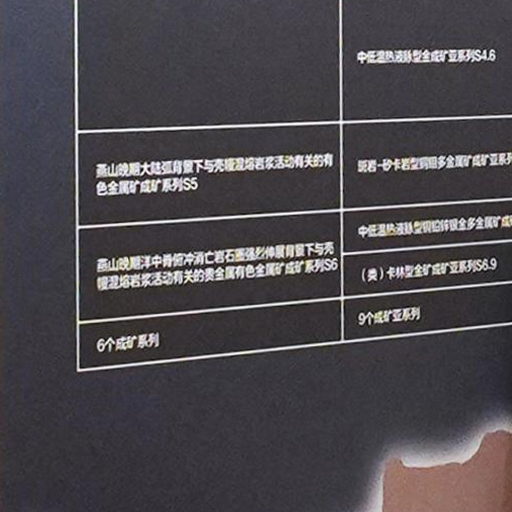 中低温热液脉型金成矿亚系列S4.6
燕山晚期大陆弧背景下与壳幔混熔岩浆活动有关的有
色金属矿成矿系列S5
斑岩-矽卡岩型铜钼多金属矿成矿亚系列
燕山晚期洋中脊俯冲消亡岩石圈强烈伸展背景下与壳
幔混熔岩浆活动有关的贵金属有色金属矿成矿系列S6
中低温热液脉型铜铅锌银金多金属矿成
(类)卡林型金矿成矿亚系列S6.9
6个成矿系列
9个成矿亚系列